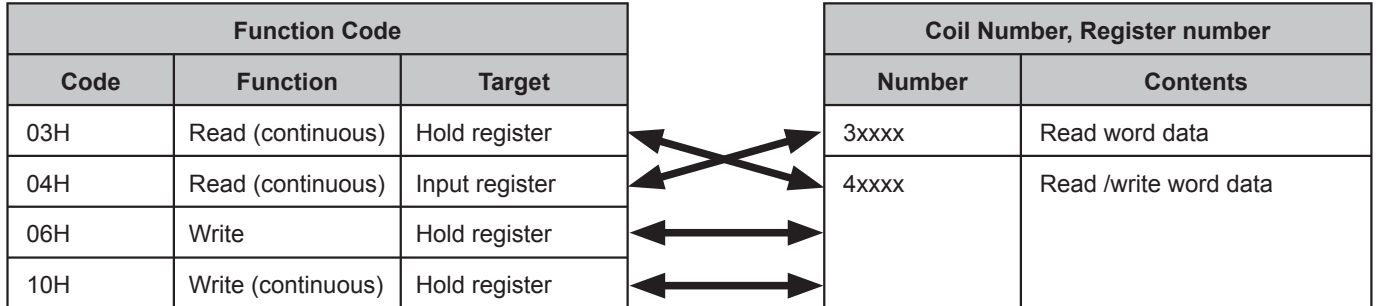 Function Code
Code Function Target
03H Read (continuous) Hold register
04H Read (continuous) Input register
06H Write Hold register
10H Write (continuous) Hold register
Coil Number, Register number
Number Contents
3xxxx Read word data
4xxxx Read /write word data